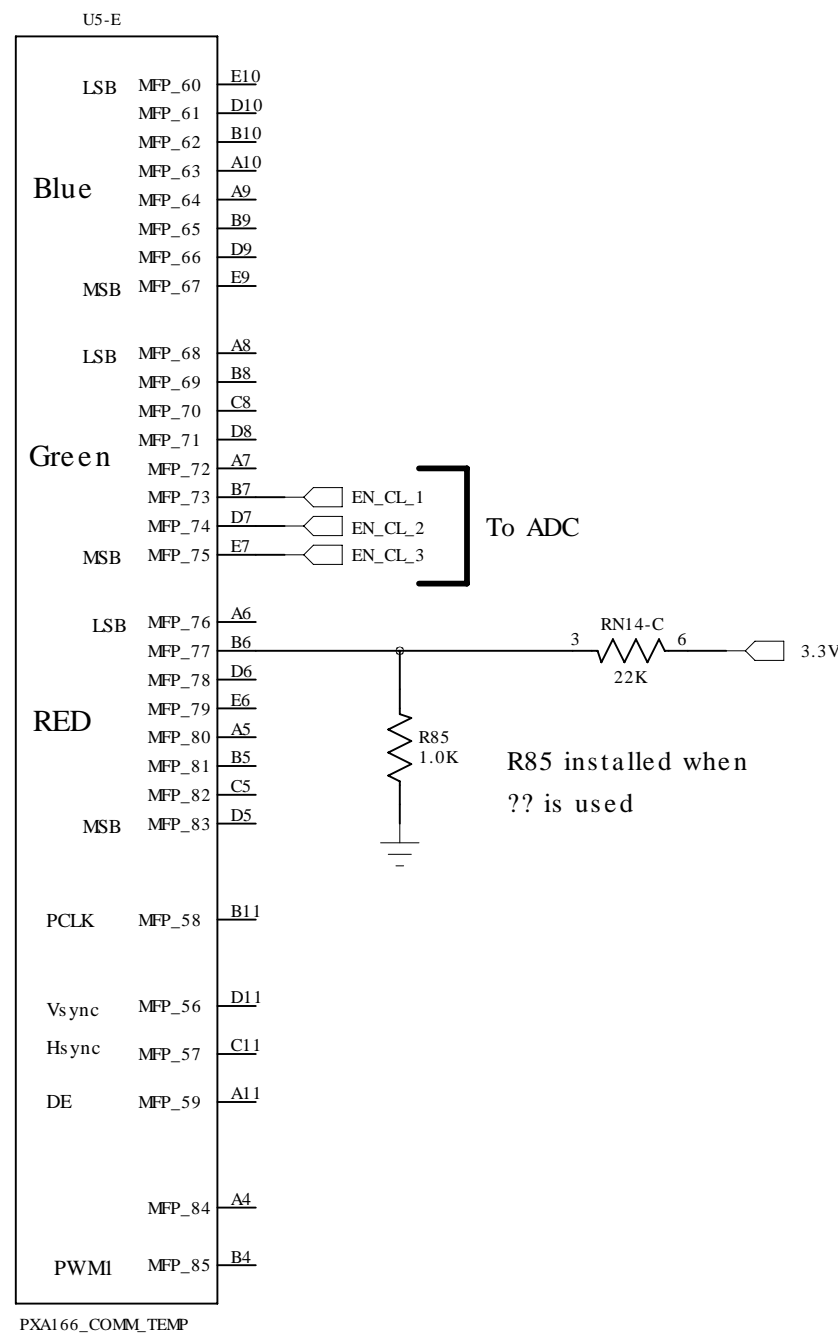 U5-E
LSB MFP_60 E10
MFP_61 D10
MFP_62 B10
MFP_63 A10
Blue
MFP_64 A9
MFP_65 B9
MFP_66 D9
MSB MFP_67 E9
LSB MFP_68 A8
MFP_69 B8
MFP_70 C8
MFP_71 D8
Green
MFP_72 A7
MFP_73 B7 EN_CL_1
MFP_74 D7 EN_CL_2
To ADC
MSB MFP_75 E7 EN_CL_3
LSB MFP_76 A6
MFP_77 B6
3 RN14-C 6 3.3V
22K
MFP_78 D6
MFP_79 E6
RED
MFP_80 A5
R85
1.0K
MFP_81 B5
MFP_82 C5
MSB MFP_83 D5
R85 installed when
?? is used
PCLK MFP_58 B11
Vsync MFP_56 D11
Hsync MFP_57 C11
DE MFP_59 A11
MFP_84 A4
PWM1 MFP_85 B4
PXA166_COMM_TEMP